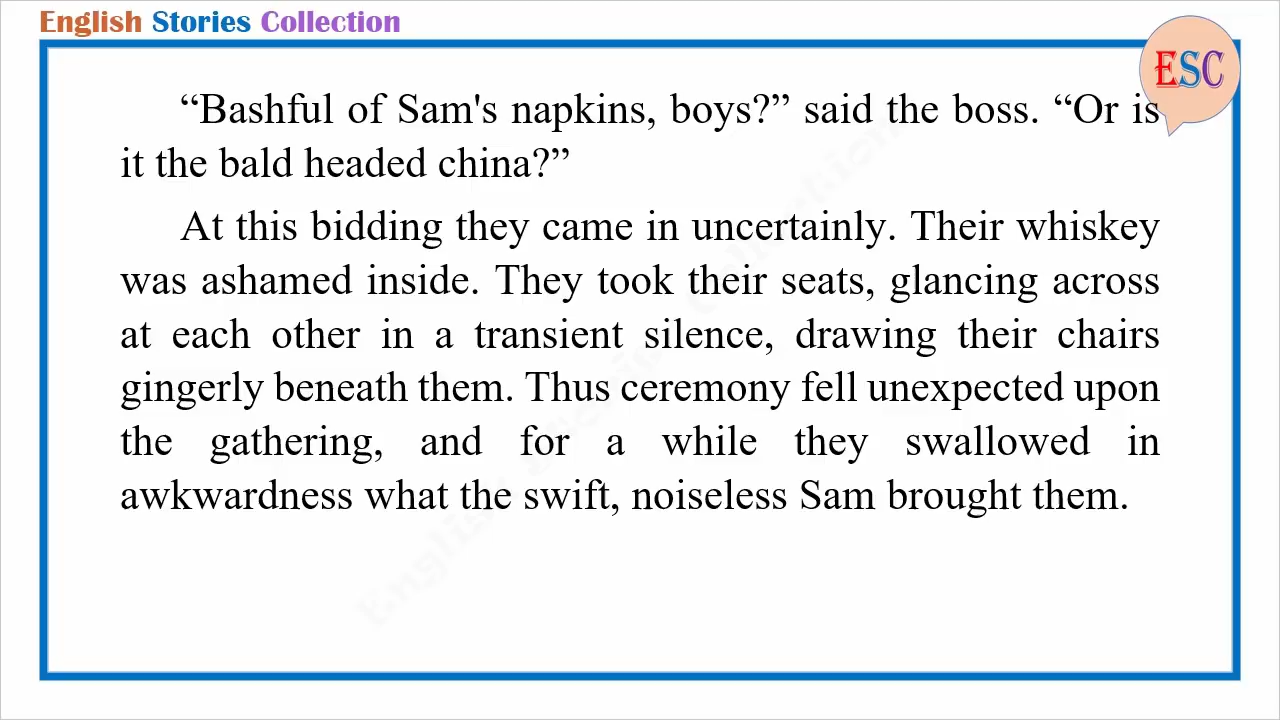 English Stories Collection
ESC
“Bashful of Sam's napkins, boys?” said the boss. “Or is
it the bald headed china?”
At this bidding they came in uncertainly. Their whiskey
was ashamed inside. They took their seats, glancing across
at each other in a transient silence, drawing their chairs
gingerly beneath them. Thus ceremony fell unexpected upon
the gathering, and for a while they swallowed in
awkwardness what the swift, noiseless Sam brought them.